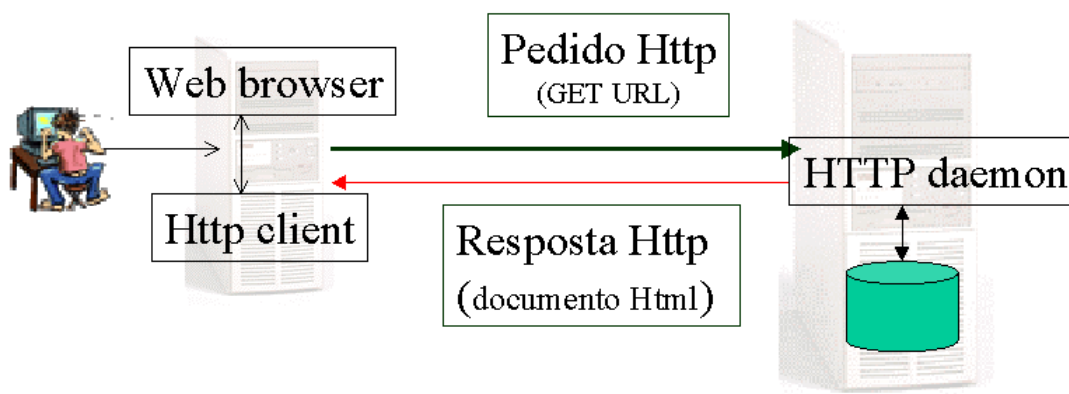 Web browser
Http client
Pedido Http
(GET URL)
Resposta Http
(documento Html)
HTTP daemon